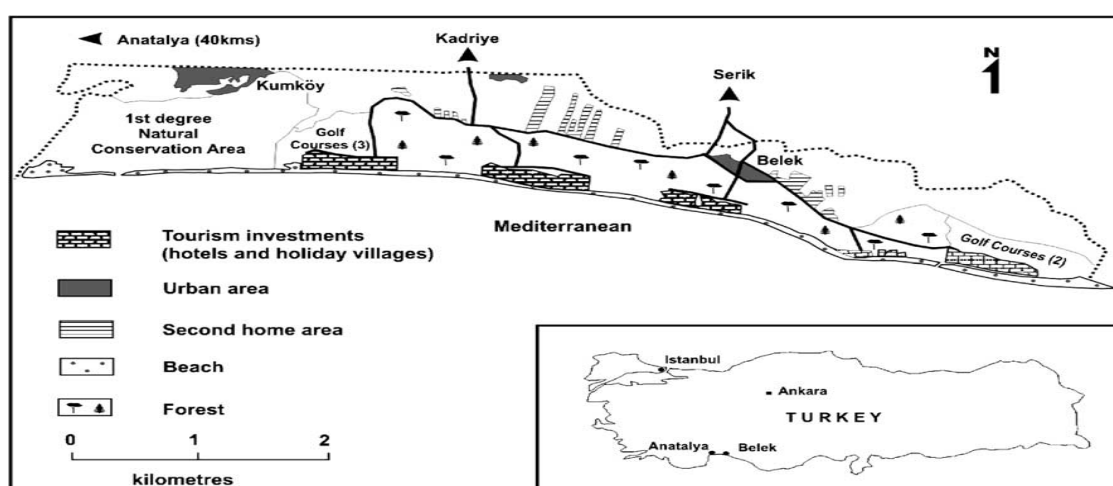 Anatalya (40kms)
Kadriye
Serik
N
Kumköy
1st degree
Natural
Conservation Area
Golf
Courses (3)
Belek
Mediterranean
Golf Courses (2)
Tourism investments
(hotels and holiday villages)
Urban area
Second home area
Beach
Forest
0 1 2
kilometres
Istanbul
Ankara
TURKEY
Anatalya Belek